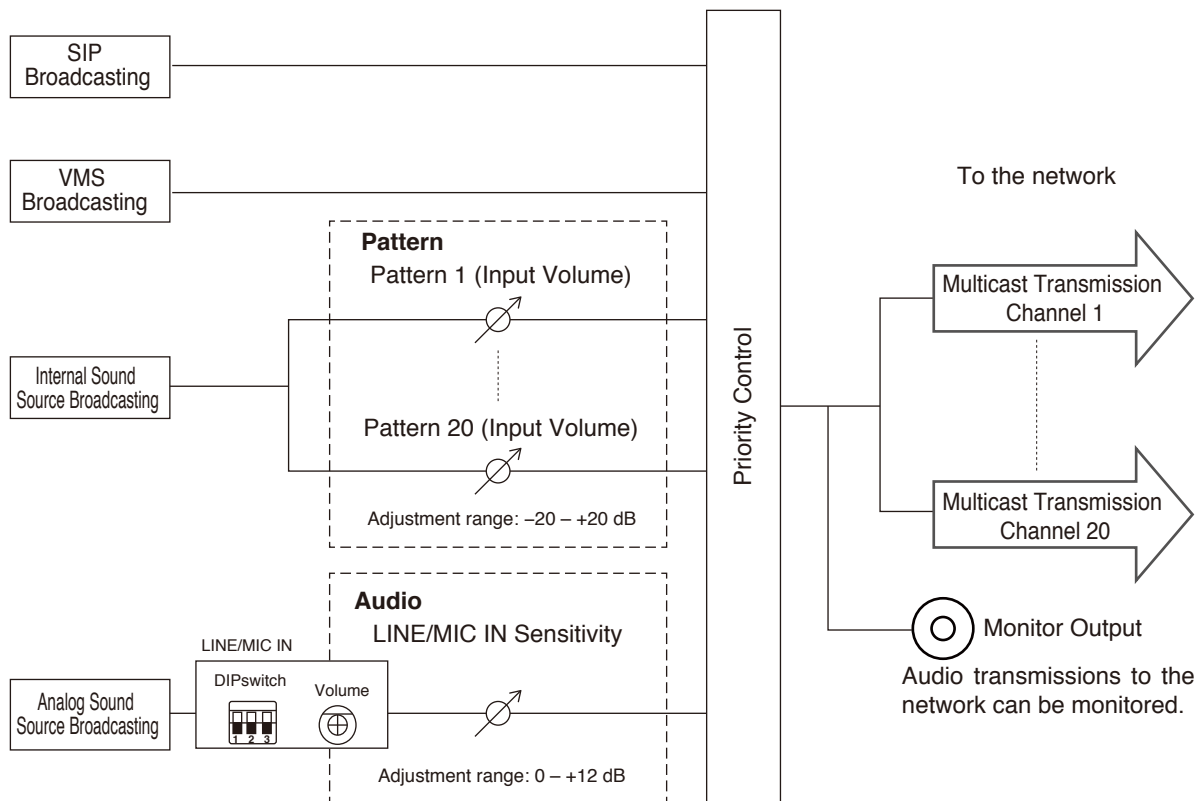 SIP
Broadcasting
VMS
Broadcasting
To the network
Pattern
Pattern 1 (Input Volume)
Multicast Transmission
Channel 1
Internal Sound
Source Broadcasting
Priority Control
Pattern 20 (Input Volume)
Adjustment range: –20 – +20 dB
Multicast Transmission
Channel 20
Audio
LINE/MIC IN Sensitivity
Monitor Output
Audio transmissions to the
network can be monitored.
LINE/MIC IN
DIPswitch
Volume
1 2 3
Analog Sound
Source Broadcasting
Adjustment range: 0 – +12 dB